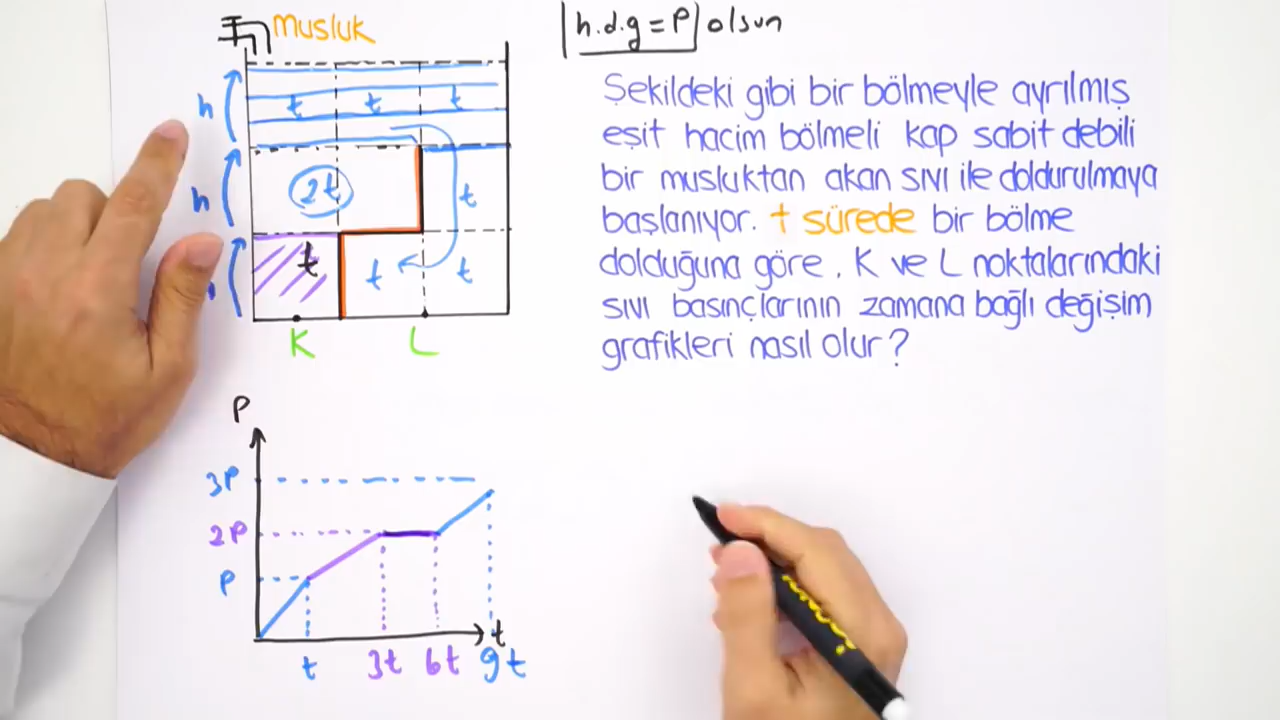 Musluk
h.d.g = P olsun
Şekildeki gibi bir bölmeyle ayrılmış
eşit hacim bölmeli kap sabit debili
bir musluktan akan sıvı ile doldurulmaya
başlanıyor. t sürede bir bölme
dolduğuna göre, K ve L noktalarındaki
sıvı basınçlarının zamana bağlı değişim
grafikleri nasıl olur?
h t t t
h 2t t
t t t
K L
P
3P
2P
P
t
t 3t 6t 9t